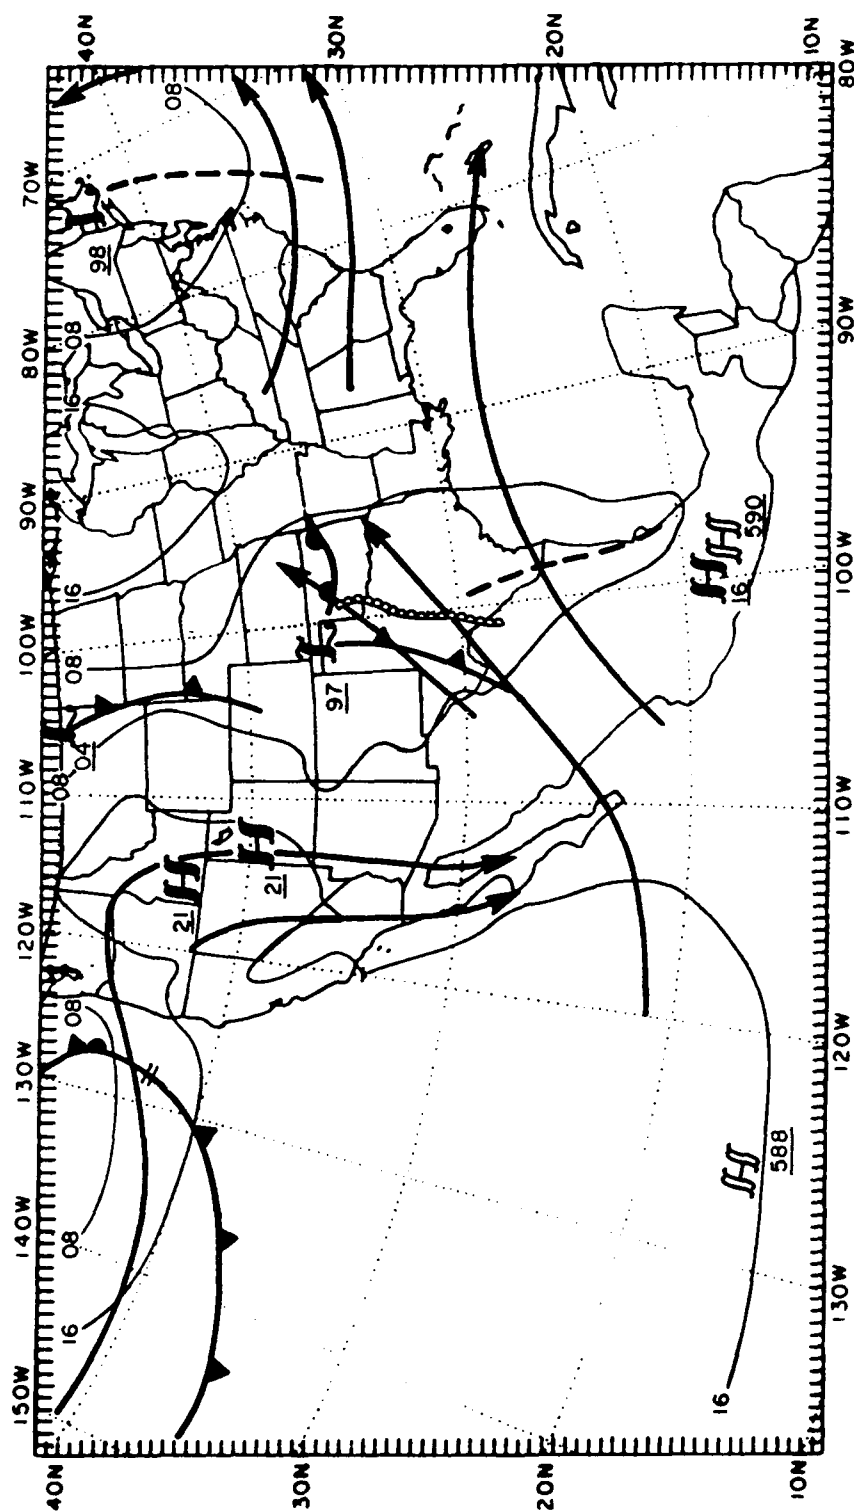 150W 140W 130W 120W 110W 100W 90W 80W 70W
40N 40N
16 08 08 L 08 L 08 16 16 08 L
04 98
08
H
21
H
21
L
97
30N 30N
20N 20N
H H
16 590
H
588
16
10N 10N
130W 120W 100W 90W 80W